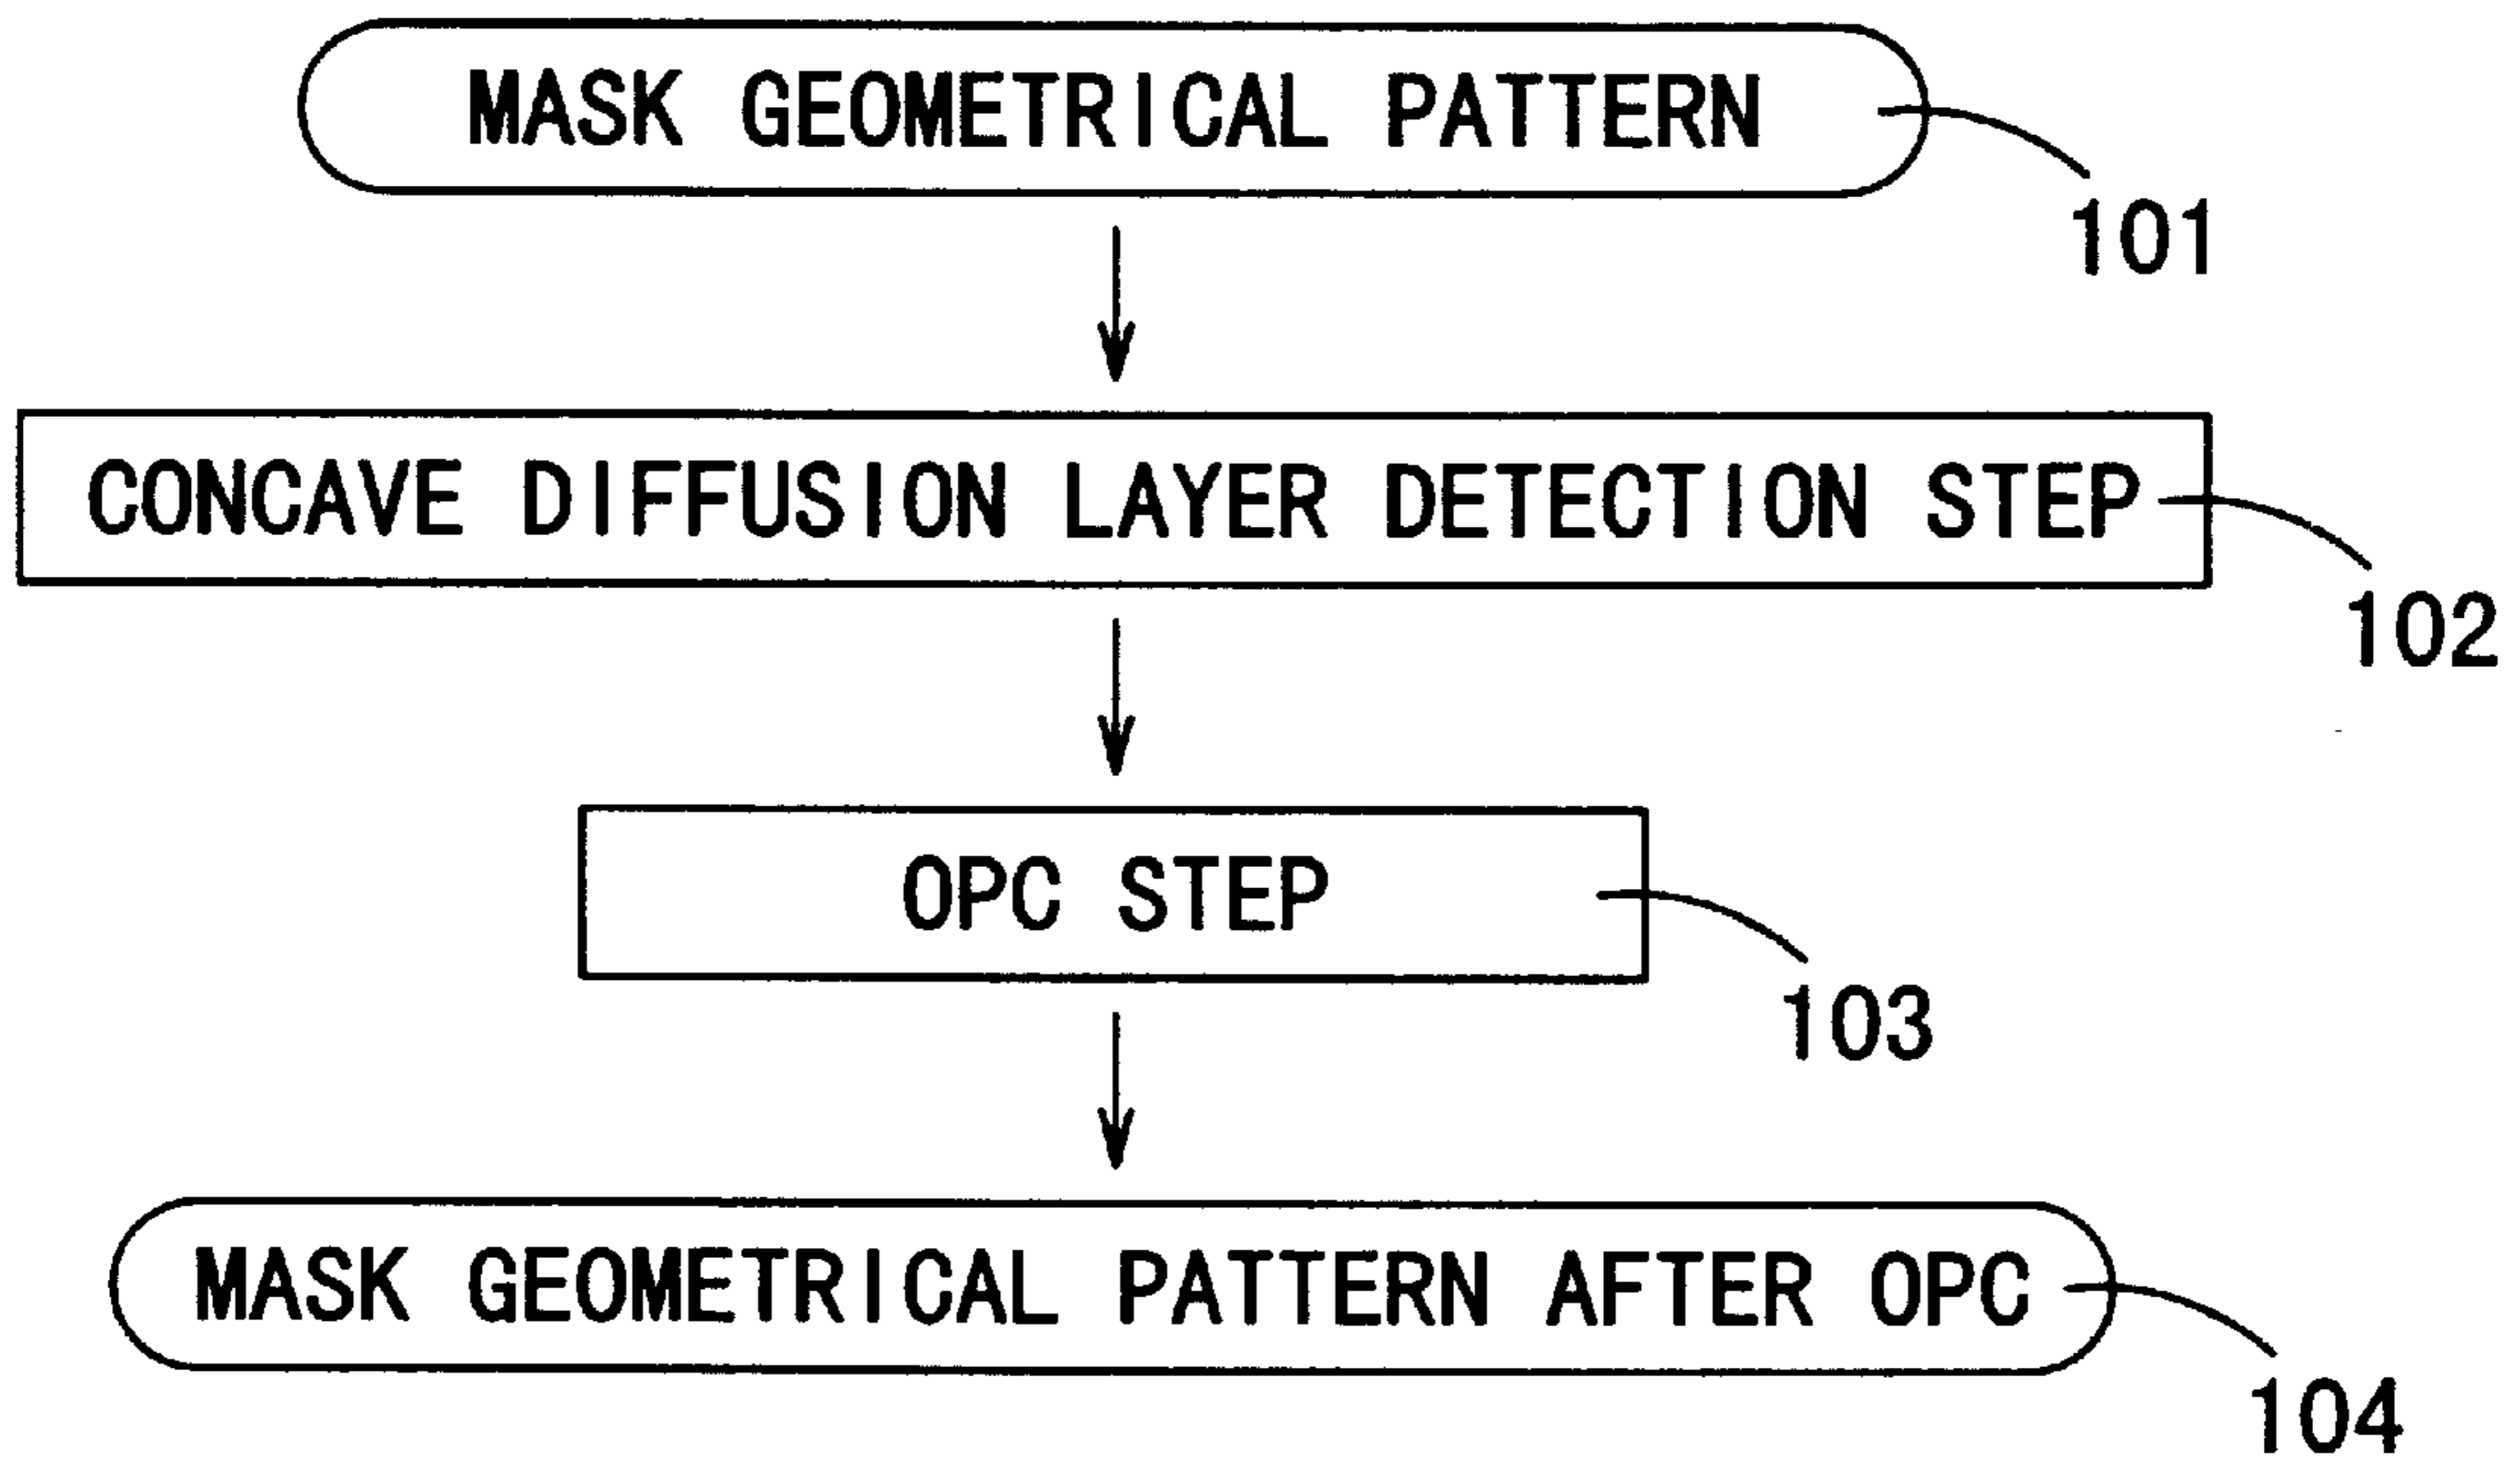 MASK GEOMETRICAL PATTERN
101
CONCAVE DIFFUSION LAYER DETECTION STEP
102
OPC STEP
103
MASK GEOMETRICAL PATTERN AFTER OPC
104